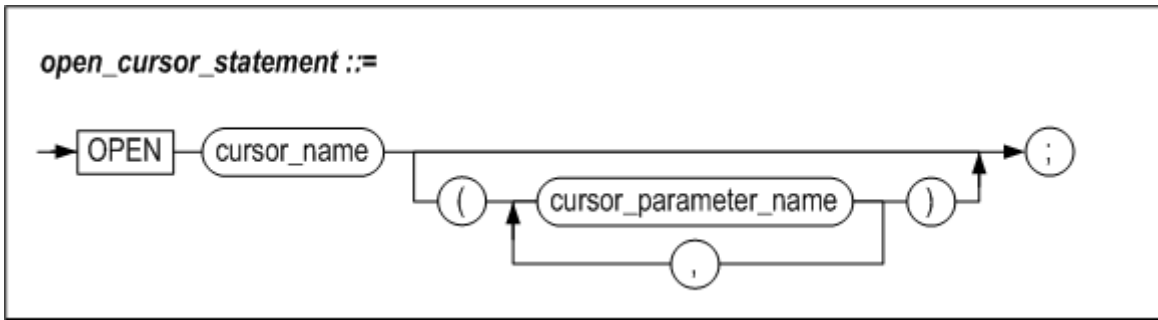 open_cursor_statement ::=
OPEN cursor_name ;
( cursor_parameter_name )
,